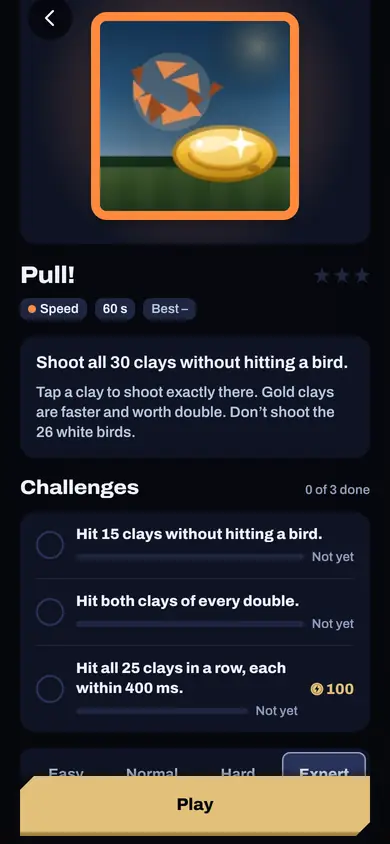 Pull!
Speed
60 s
Best –
Shoot all 30 clays without hitting a bird.
Tap a clay to shoot exactly there. Gold clays
are faster and worth double. Don’t shoot the
26 white birds.
Challenges
0 of 3 done
Hit 15 clays without hitting a bird.
Not yet
Hit both clays of every double.
Not yet
Hit all 25 clays in a row, each
within 400 ms.
100
Not yet
Easy
Normal
Hard
Expert
Play